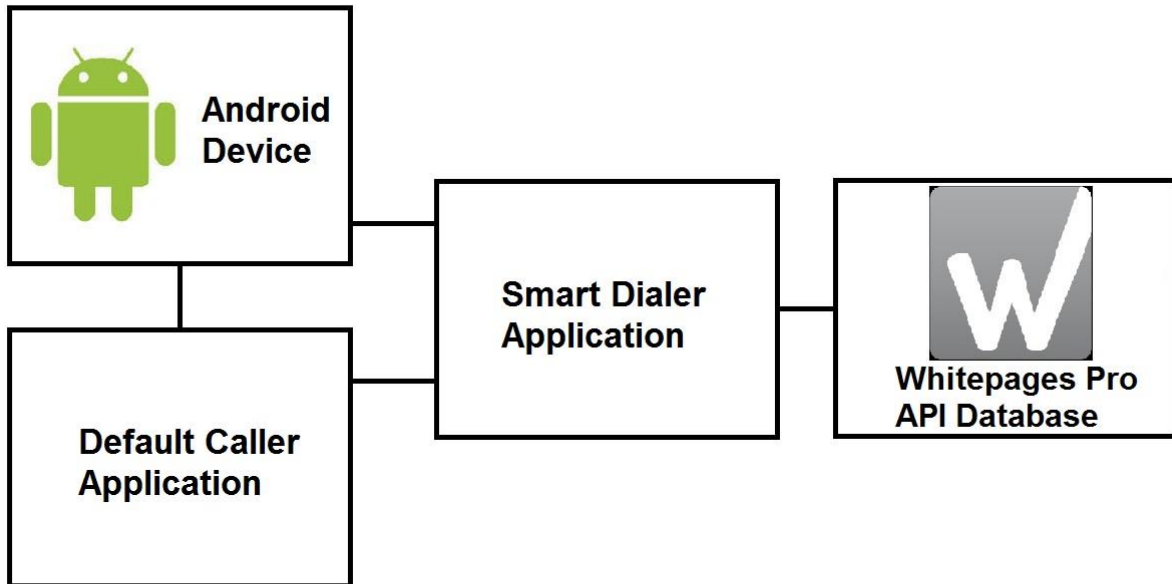 Android
Device
Smart Dialer
Application
Whitepages Pro
API Database
Default Caller
Application